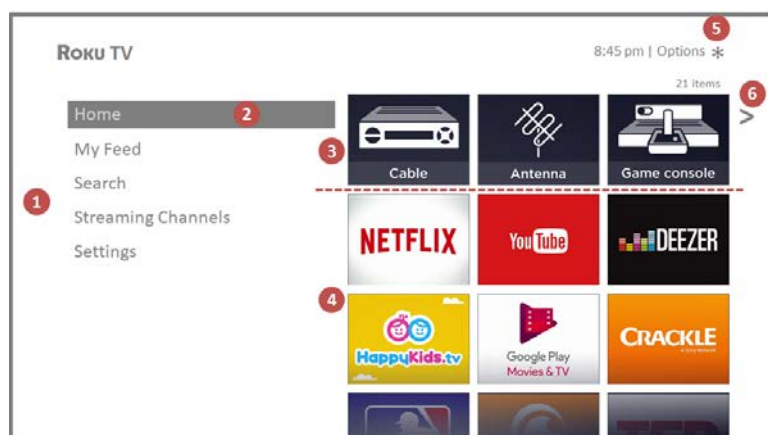 5
ROKU TV
8:45 pm | Options *
21 items
6
>
Home 2
My Feed
Search
Streaming Channels
Settings
1
3
Cable
Antenna
Game console
NETFLIX
YouTube
DEEZER
4
HappyKids.tv
Google Play
Movies & TV
CRACKLE